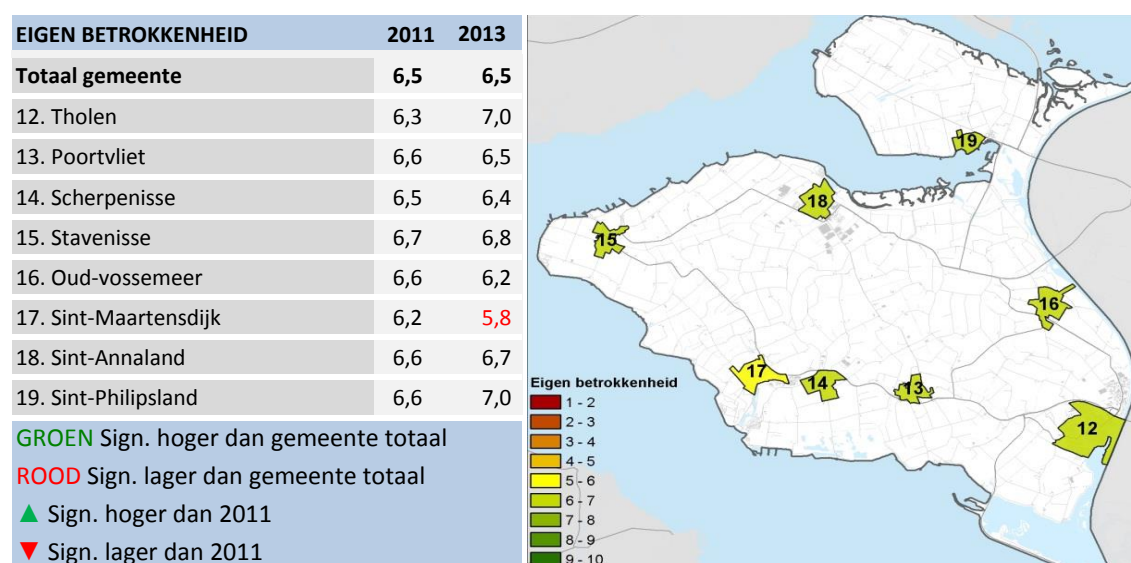 EIGEN BETROKKENHEID 2011 2013
Totaal gemeente 6,5 6,5
12. Tholen 6,3 7,0
13. Poortvliet 6,6 6,5
14. Scherpenisse 6,5 6,4
15. Stavenisse 6,7 6,8
16. Oud-vossemeer 6,6 6,2
17. Sint-Maartensdijk 6,2 5,8
18. Sint-Annaland 6,6 6,7
19. Sint-Philipsland 6,6 7,0
GROEN Sign. hoger dan gemeente totaal
ROOD Sign. lager dan gemeente totaal
▲ Sign. hoger dan 2011
▼ Sign. lager dan 2011
19
18
15
16
17
14
13
12
Eigen betrokkenheid
1 - 2
2 - 3
3 - 4
4 - 5
5 - 6
6 - 7
7 - 8
8 - 9
9 - 10